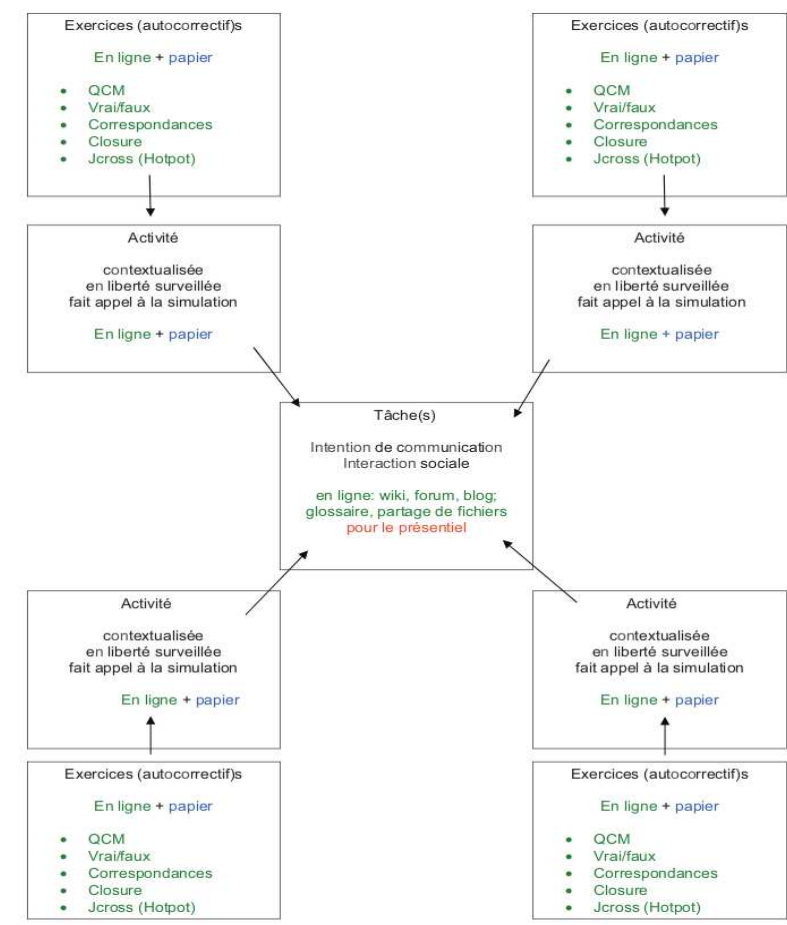 Exercices (autocorrectif)s
En ligne + papier
• QCM
• Vrai/faux
• Correspondances
• Closure
• Jcross (Hotpot)
Exercices (autocorrectif)s
En ligne + papier
• QCM
• Vrai/faux
• Correspondances
• Closure
• Jcross (Hotpot)
Activité
contextualisée
en liberté surveillée
fait appel à la simulation
En ligne + papier
Activité
contextualisée
en liberté surveillée
fait appel à la simulation
En ligne + papier
Tâche(s)
Intention de communication
Interaction sociale
en ligne: wiki, forum, blog;
glossaire, partage de fichiers
pour le présentiel
Activité
contextualisée
en liberté surveillée
fait appel à la simulation
En ligne + papier
Activité
contextualisée
en liberté surveillée
fait appel à la simulation
En ligne + papier
Exercices (autocorrectif)s
En ligne + papier
• QCM
• Vrai/faux
• Correspondances
• Closure
• Jcross (Hotpot)
Exercices (autocorrectif)s
En ligne + papier
• QCM
• Vrai/faux
• Correspondances
• Closure
• Jcross (Hotpot)